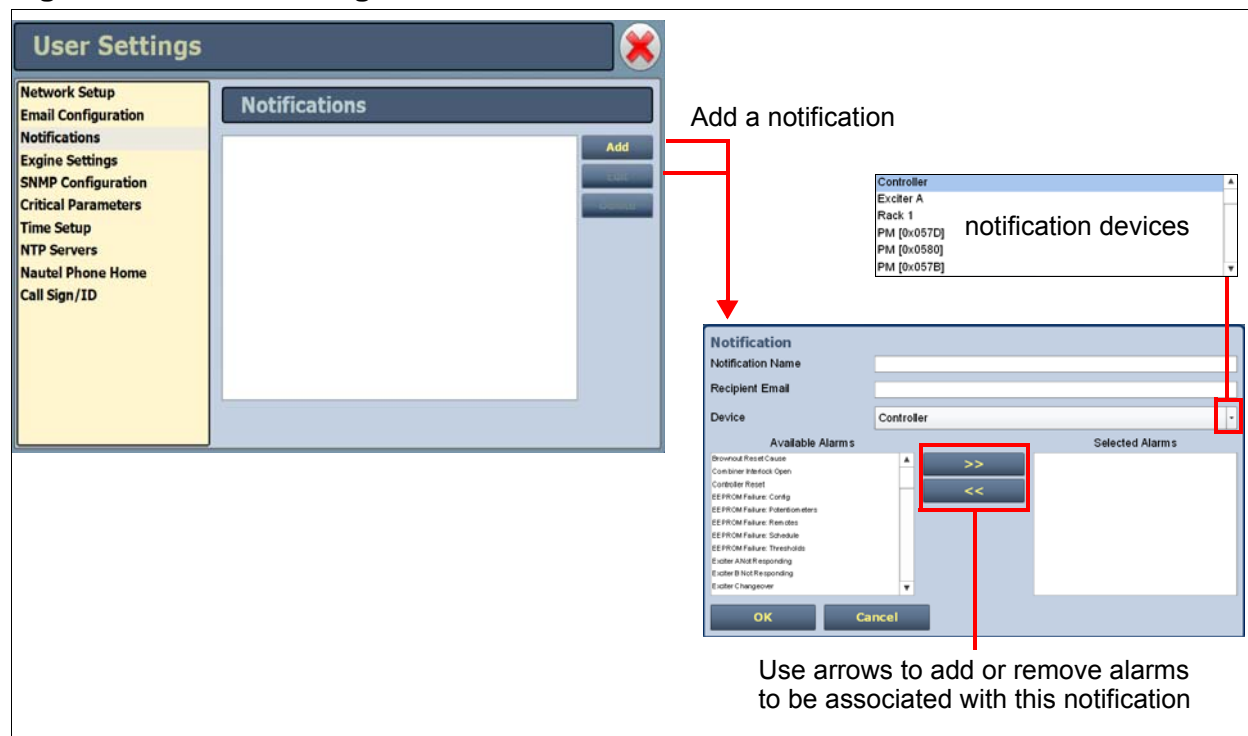 User Settings
Network Setup
Email Configuration
Notifications
Exgine Settings
SNMP Configuration
Critical Parameters
Time Setup
NTP Servers
Nautel Phone Home
Call Sign/ID
Notifications
Add
Edit
Delete
Add a notification
Controller
Exciter A
Rack 1
PM [0x057D]
PM [0x0580]
PM [0x057B]
notification devices
Notification
Notification Name
Recipient Email
Device
Controller
Available Alarms
Selected Alarms
Brownout Reset Cause
Combiner Interlock Open
Controller Reset
EEPROM Failure: Config
EEPROM Failure: Potentiometers
EEPROM Failure: Remotes
EEPROM Failure: Schedule
EEPROM Failure: Thresholds
Exciter A Not Responding
Exciter B Not Responding
Exciter Changeover
>>
<<
OK
Cancel
Use arrows to add or remove alarms
to be associated with this notification